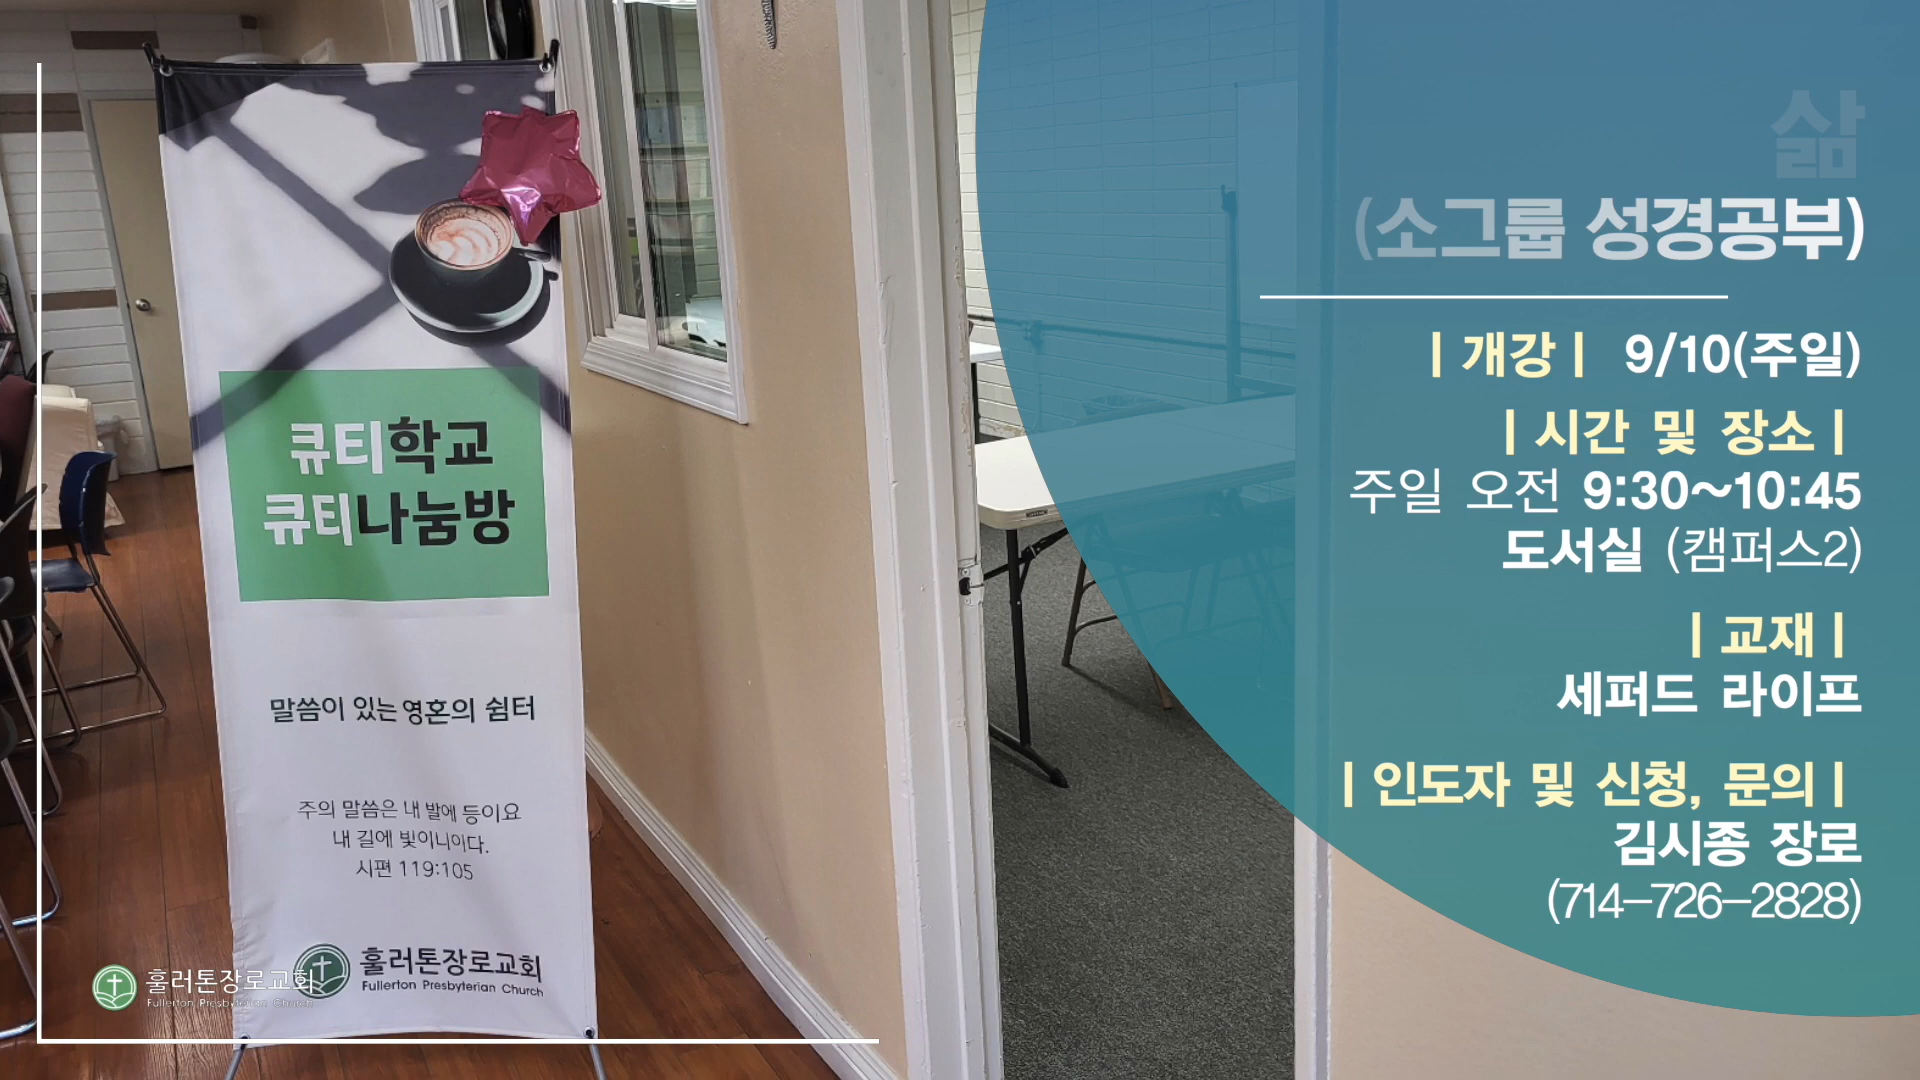 큐티학교
큐티나눔방
말씀이 있는 영혼의 쉼터
주의 말씀은 내 발에 등이요
내 길에 빛이니이다.
시편 119:105
훌러톤장로교회
Fullerton Presbyterian Church
훌러톤장로교회
Fullerton Presbyterian Church
삶
(소그룹 성경공부)
| 개강 | 9/10(주일)
| 시간 및 장소 |
주일 오전 9:30~10:45
도서실 (캠퍼스2)
| 교재 |
세퍼드 라이프
| 인도자 및 신청, 문의 |
김시종 장로
(714-726-2828)